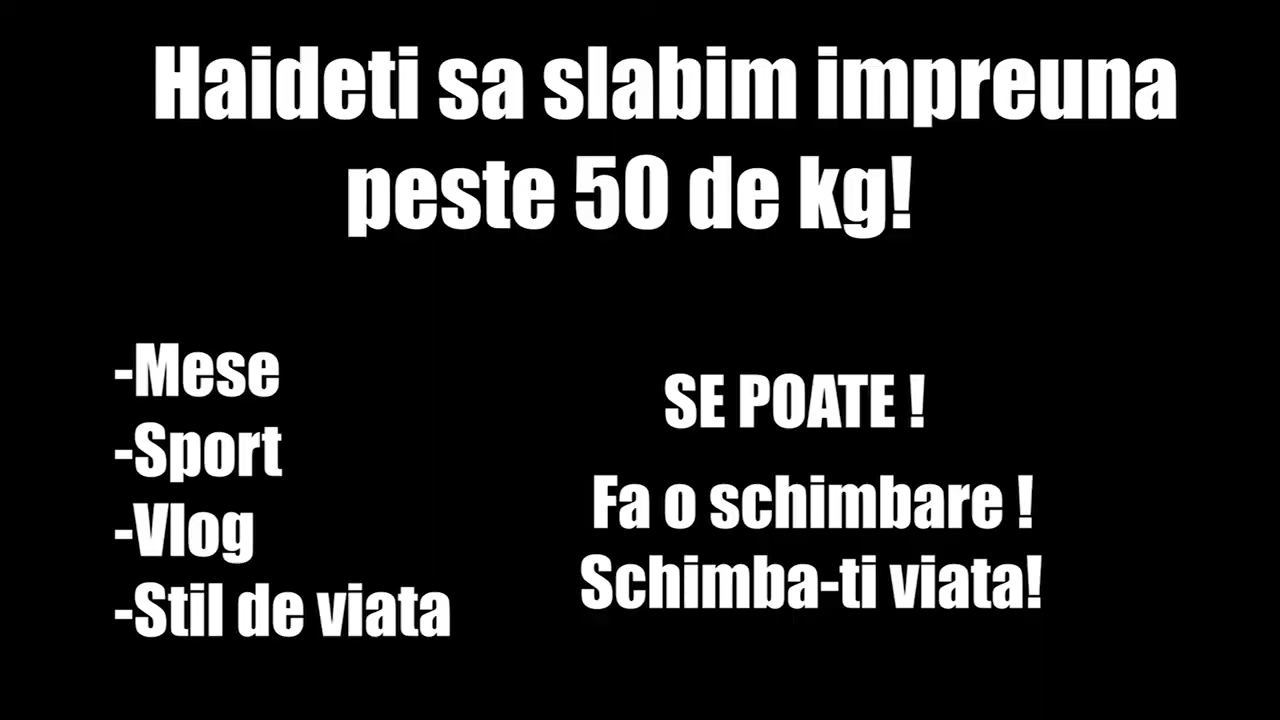 Haideti sa slabim impreuna
peste 50 de kg!
-Mese
-Sport
-Vlog
-Stil de viata
SE POATE !
Fa o schimbare !
Schimba-ti viata!